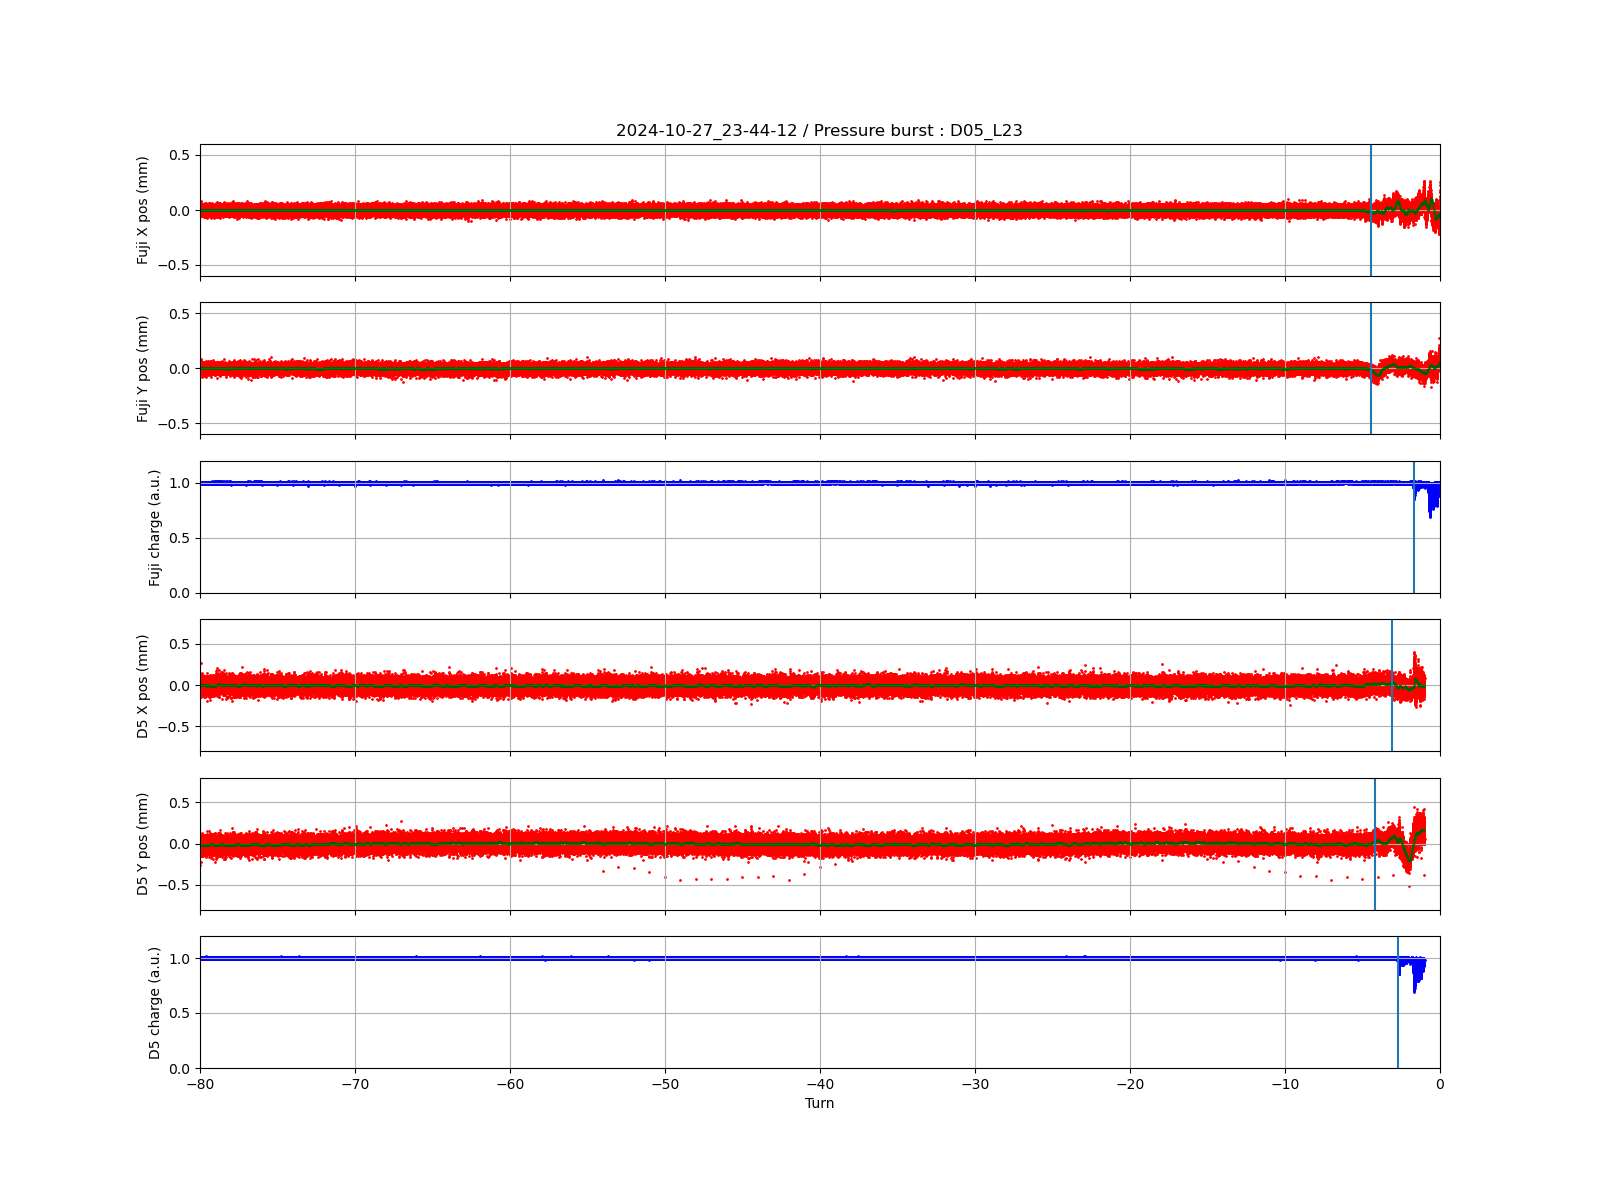 2024-10-27_23-44-12 / Pressure burst : D05_L23
Fuji X pos (mm)
0.5
0.0
−0.5
Fuji Y pos (mm)
0.5
0.0
−0.5
Fuji charge (a.u.)
1.0
0.5
0.0
D5 X pos (mm)
0.5
0.0
−0.5
D5 Y pos (mm)
0.5
0.0
−0.5
D5 charge (a.u.)
1.0
0.5
0.0
−80 −70 −60 −50 −40 −30 −20 −10 0
Turn